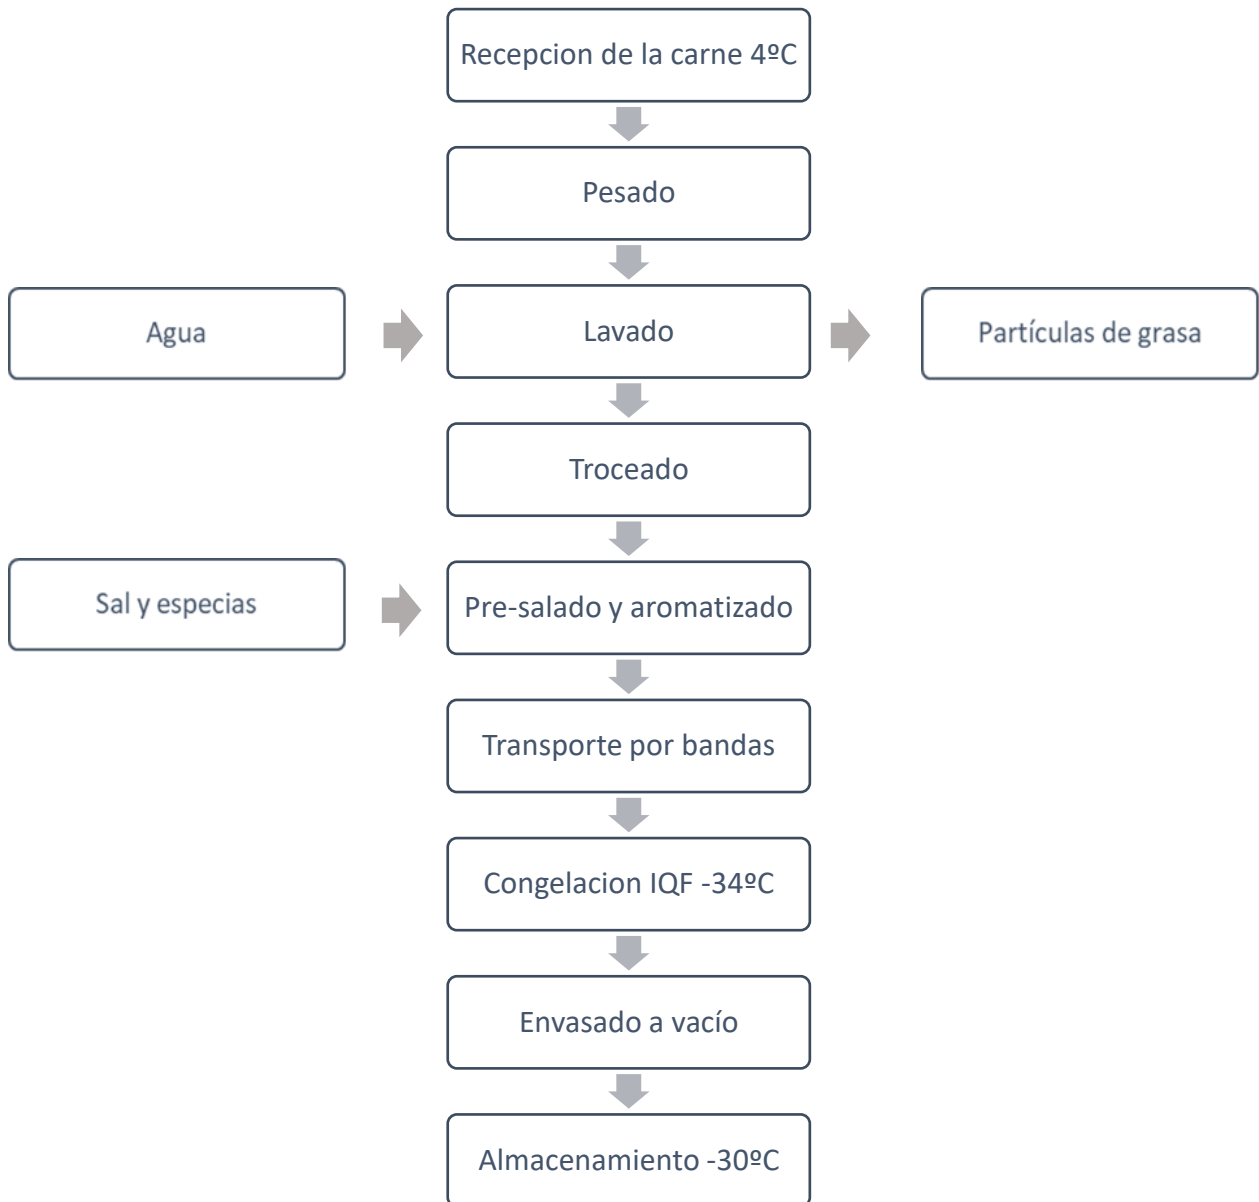 Recepcion de la carne 4ºC
Pesado
Agua
Lavado
Partículas de grasa
Troceado
Sal y especias
Pre-salado y aromatizado
Transporte por bandas
Congelacion IQF -34ºC
Envasado a vacío
Almacenamiento -30ºC